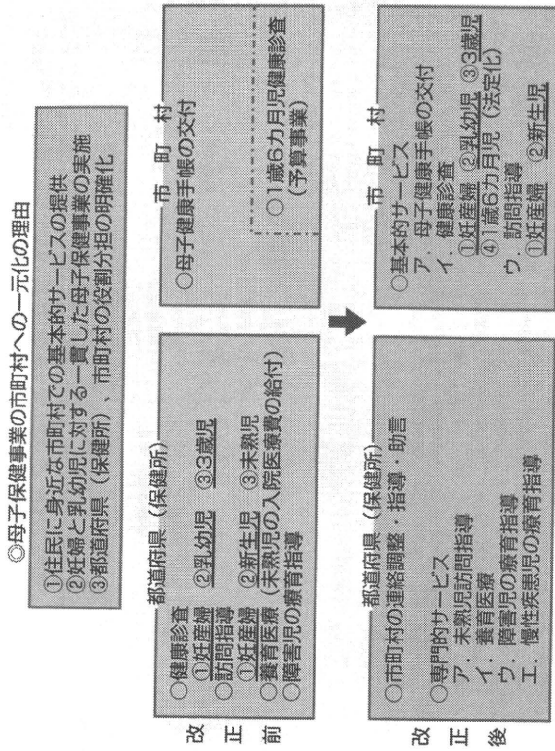 ◎母子保健事業の市町村への一元化の理由
①住民に身近な市町村での基本的サービスの提供
②妊婦と乳幼児に対する一貫した母子保健事業の実施
③都道府県（保健所）、市町村の役割分担の明確化
改正前
都道府県（保健所）
○健康診査
①妊産婦 ②乳幼児 ③3歳児
○訪問指導
①妊産婦 ②新生児 ③未熟児
○養育医療（未熟児の入院医療費の給付）
○障害児の療育指導
市町村
○母子健康手帳の交付
○1歳6カ月児健康診査
（予算事業）
改正後
都道府県（保健所）
○市町村の連絡調整・指導・助言
○専門的サービス
ア．未熟児訪問指導
イ．養育医療
ウ．障害児の療育指導
エ．慢性疾患児の療育指導
市町村
○基本的サービス
ア．母子健康手帳の交付
イ．健康診査
①妊産婦 ②乳幼児 ③3歳児
④1歳6カ月児（法定化）
ウ．訪問指導
①妊産婦 ②新生児